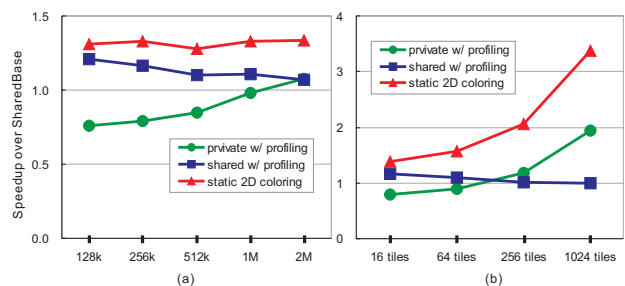 Speedup over SharedBase
1.5
1.0
0.5
0.0
prvivate w/ profiling
shared w/ profiling
static 2D coloring
128k 256k 512k 1M 2M
(a)
4
3
2
1
0
prvivate w/ profiling
shared w/ profiling
static 2D coloring
16 tiles 64 tiles 256 tiles 1024 tiles
(b)